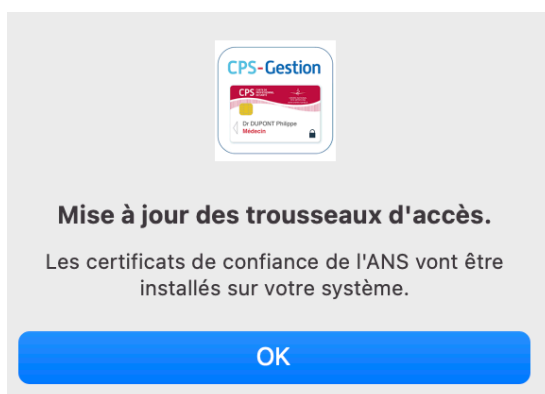 CPS-Gestion
CPS
Dr DUPONT Philippe
Médecin
Mise à jour des trousseaux d'accès.
Les certificats de confiance de l'ANS vont être
installés sur votre système.
OK